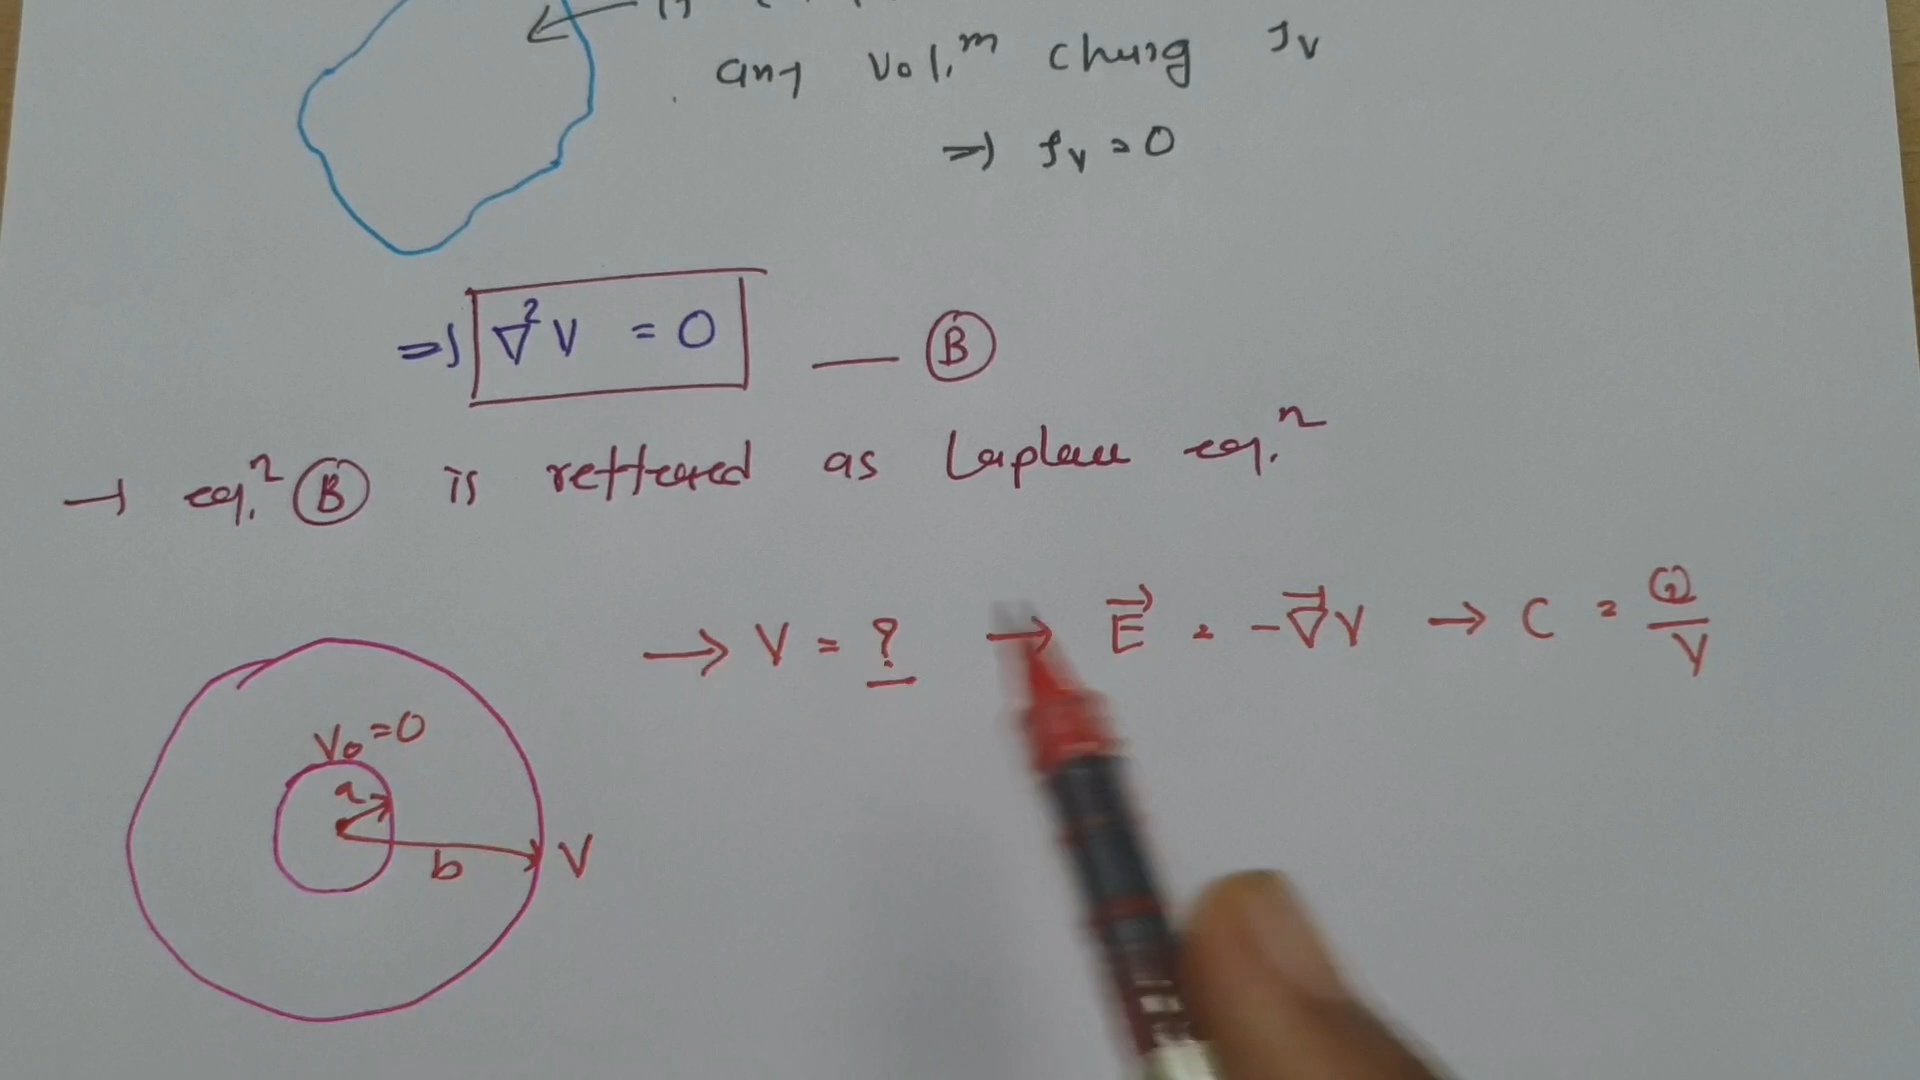 any vol.m charg ρv
=> ρv = 0
=> ∇²V = 0 — B
→ eq.n B is reffered as Laplace eq.n
→ V = ? → E⃗ = -∇⃗V → C = Q/V
V0 = 0
a
b V